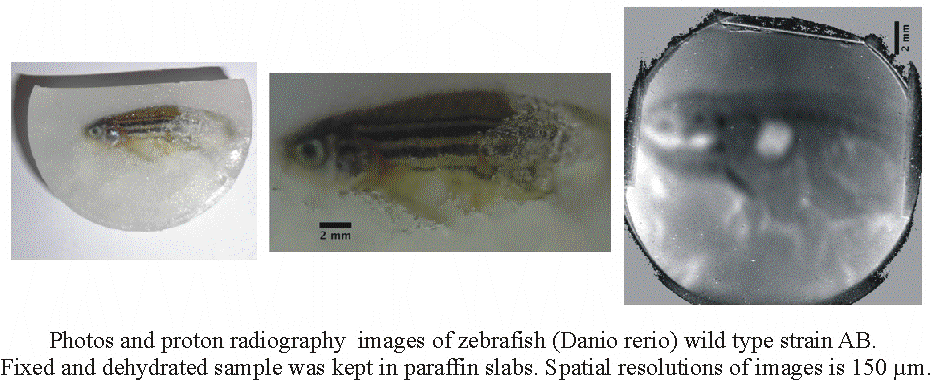 2 mm
2 mm
Photos and proton radiography images of zebrafish (Danio rerio) wild type strain AB.
Fixed and dehydrated sample was kept in paraffin slabs. Spatial resolutions of images is 150 μm.